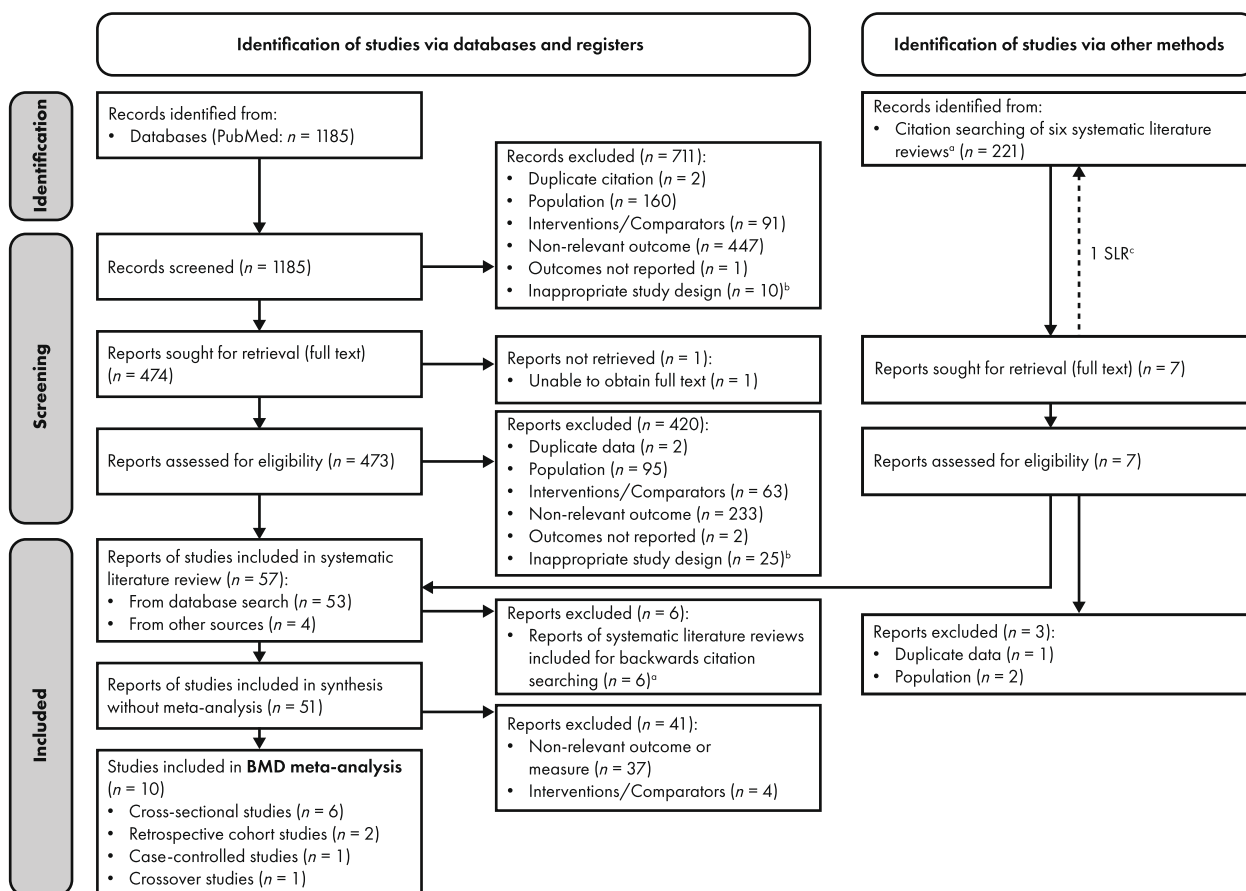 Identification of studies via databases and registers
Identification of studies via other methods
Identification
Records identified from:
• Databases (PubMed: n = 1185)
Records excluded (n = 711):
• Duplicate citation (n = 2)
• Population (n = 160)
• Interventions/Comparators (n = 91)
• Non-relevant outcome (n = 447)
• Outcomes not reported (n = 1)
• Inappropriate study design (n = 10)ᵇ
Records identified from:
• Citation searching of six systematic literature
reviewsᵃ (n = 221)
Screening
Records screened (n = 1185)
1 SLRᶜ
Reports sought for retrieval (full text)
(n = 474)
Reports not retrieved (n = 1):
• Unable to obtain full text (n = 1)
Reports sought for retrieval (full text) (n = 7)
Reports assessed for eligibility (n = 473)
Reports excluded (n = 420):
• Duplicate data (n = 2)
• Population (n = 95)
• Interventions/Comparators (n = 63)
• Non-relevant outcome (n = 233)
• Outcomes not reported (n = 2)
• Inappropriate study design (n = 25)ᵇ
Reports assessed for eligibility (n = 7)
Included
Reports of studies included in systematic
literature review (n = 57):
• From database search (n = 53)
• From other sources (n = 4)
Reports excluded (n = 6):
• Reports of systematic literature reviews
included for backwards citation
searching (n = 6)ᵃ
Reports excluded (n = 3):
• Duplicate data (n = 1)
• Population (n = 2)
Reports of studies included in synthesis
without meta-analysis (n = 51)
Reports excluded (n = 41):
• Non-relevant outcome or
measure (n = 37)
• Interventions/Comparators (n = 4)
Studies included in BMD meta-analysis
(n = 10)
• Cross-sectional studies (n = 6)
• Retrospective cohort studies (n = 2)
• Case-controlled studies (n = 1)
• Crossover studies (n = 1)